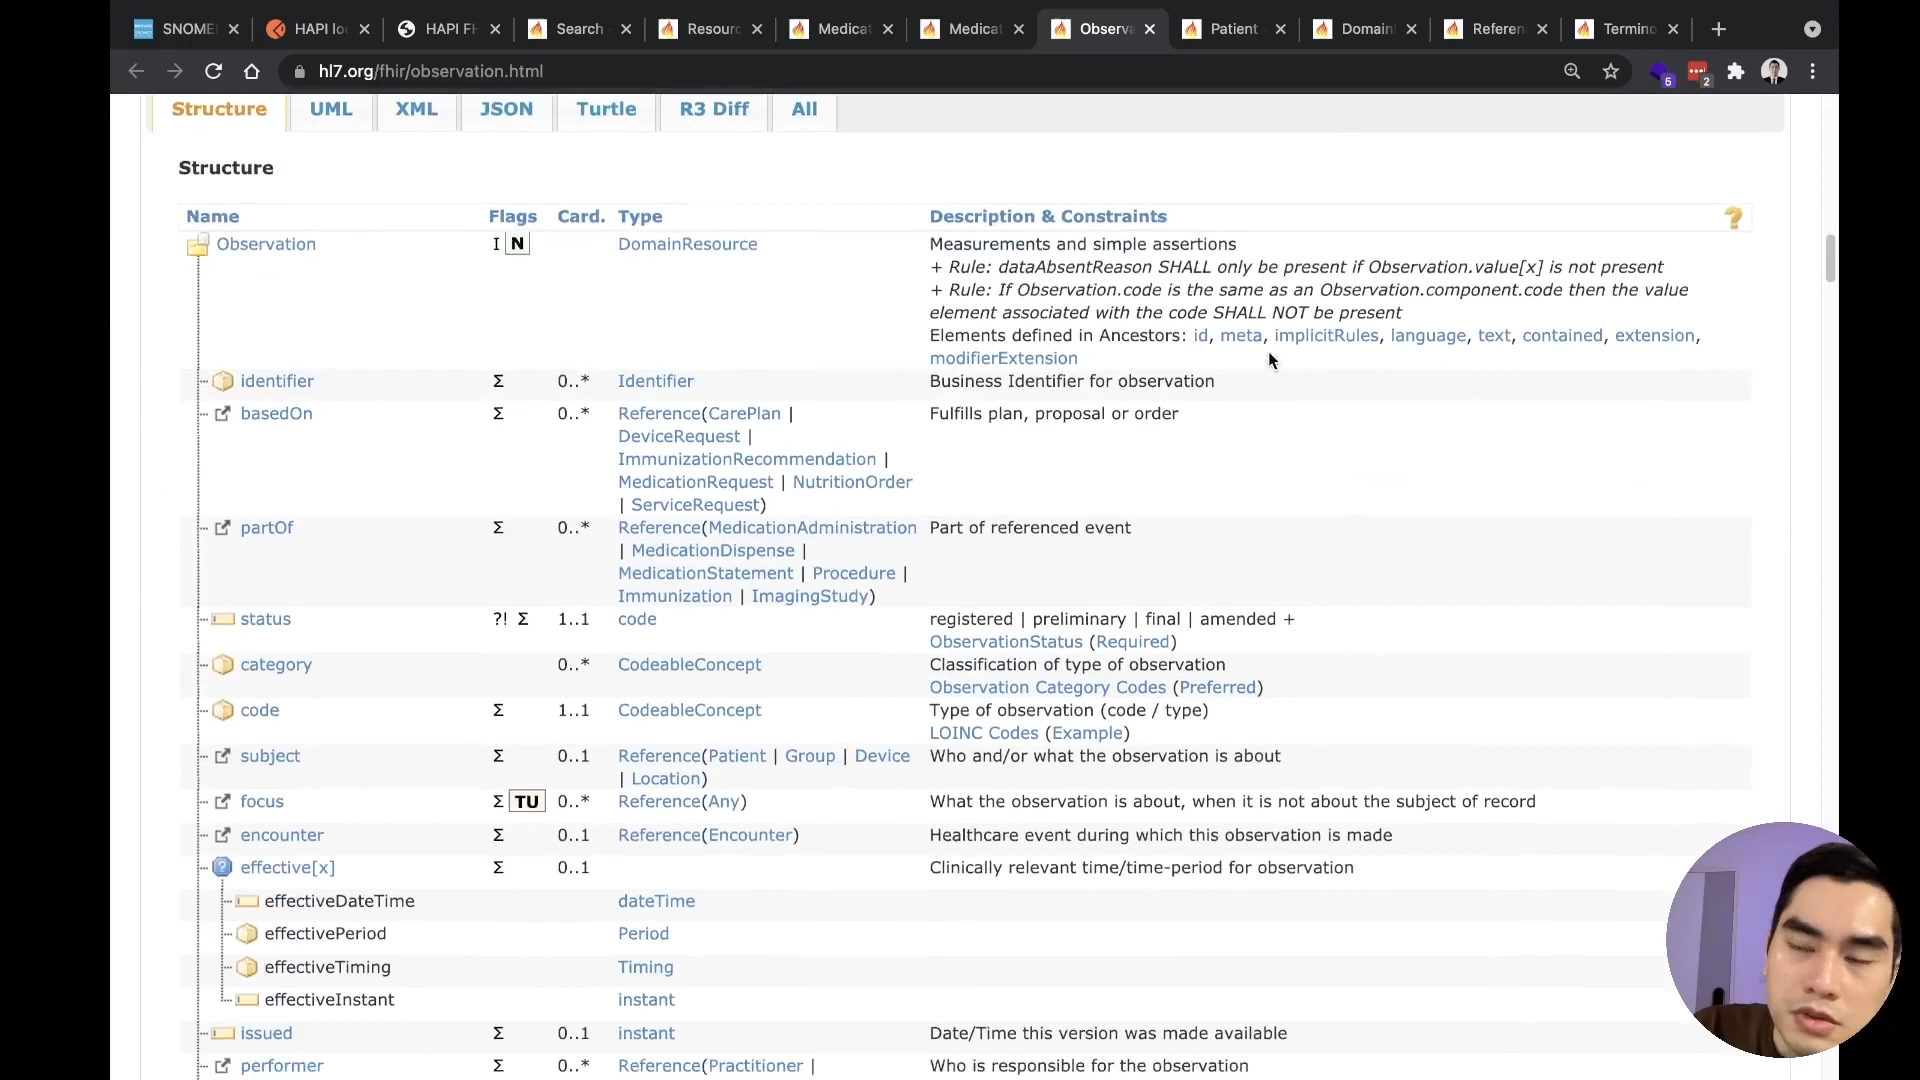 SNOME
HAPI lo
HAPI FH
Search
Resourc
Medicat
Medicat
Observa
Patient
Domain
Referen
Termino
hl7.org/fhir/observation.html
5
2
Structure
UML
XML
JSON
Turtle
R3 Diff
All
Structure
Name Flags Card. Type Description & Constraints
Observation I N DomainResource Measurements and simple assertions
+ Rule: dataAbsentReason SHALL only be present if Observation.value[x] is not present
+ Rule: If Observation.code is the same as an Observation.component.code then the value
element associated with the code SHALL NOT be present
Elements defined in Ancestors: id, meta, implicitRules, language, text, contained, extension,
modifierExtension
identifier Σ 0..* Identifier Business Identifier for observation
basedOn Σ 0..* Reference(CarePlan | Fulfills plan, proposal or order
DeviceRequest |
ImmunizationRecommendation |
MedicationRequest | NutritionOrder
| ServiceRequest)
partOf Σ 0..* Reference(MedicationAdministration Part of referenced event
| MedicationDispense |
MedicationStatement | Procedure |
Immunization | ImagingStudy)
status ?! Σ 1..1 code registered | preliminary | final | amended +
ObservationStatus (Required)
category 0..* CodeableConcept Classification of type of observation
Observation Category Codes (Preferred)
code Σ 1..1 CodeableConcept Type of observation (code / type)
LOINC Codes (Example)
subject Σ 0..1 Reference(Patient | Group | Device Who and/or what the observation is about
| Location)
focus Σ TU 0..* Reference(Any) What the observation is about, when it is not about the subject of record
encounter Σ 0..1 Reference(Encounter) Healthcare event during which this observation is made
effective[x] Σ 0..1 Clinically relevant time/time-period for observation
effectiveDateTime dateTime
effectivePeriod Period
effectiveTiming Timing
effectiveInstant instant
issued Σ 0..1 instant Date/Time this version was made available
performer Σ 0..* Reference(Practitioner | Who is responsible for the observation